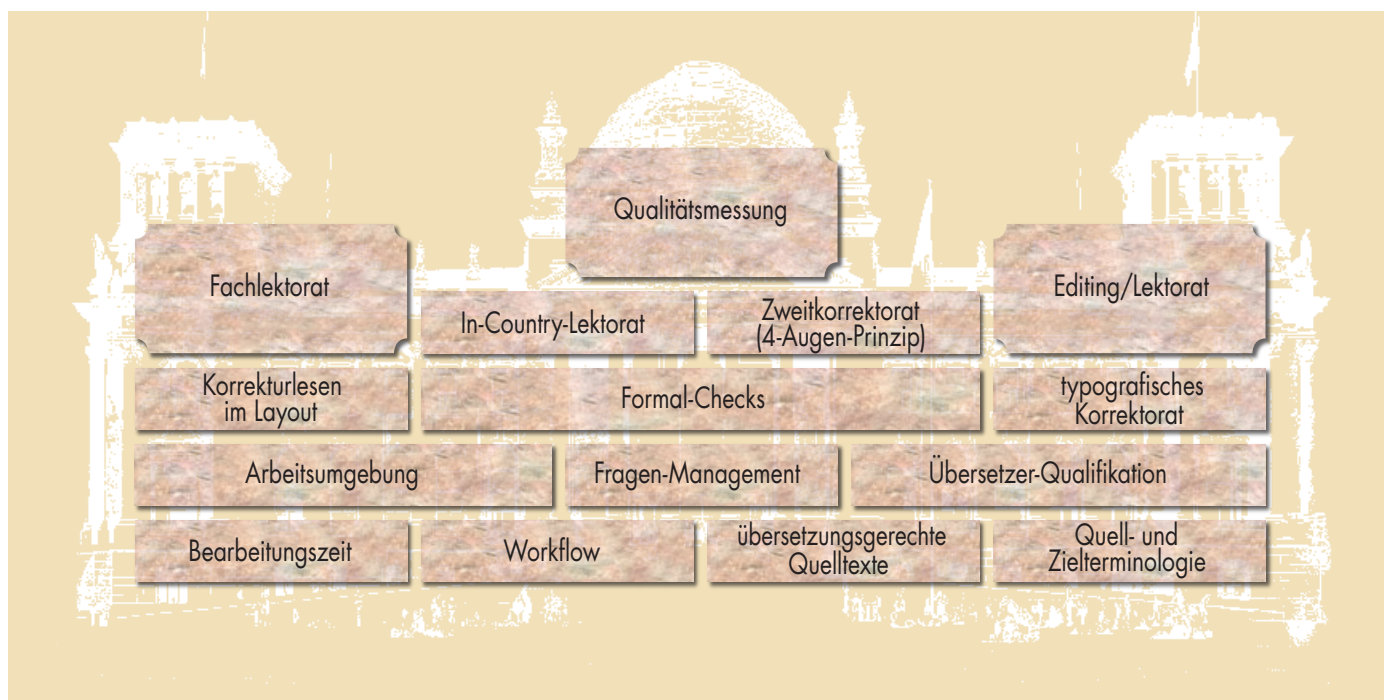 Qualitätsmessung
Fachlektorat
Editing/Lektorat
In-Country-Lektorat
Zweitkorrektorat
(4-Augen-Prinzip)
Korrekturlesen
im Layout
Formal-Checks
typografisches
Korrektorat
Arbeitsumgebung
Fragen-Management
Übersetzer-Qualifikation
Bearbeitungszeit
Workflow
übersetzungsgerechte
Quelltexte
Quell- und
Zielterminologie